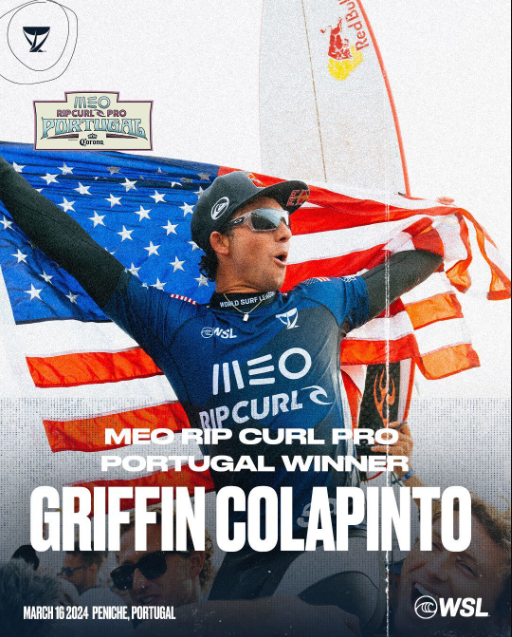 RedBull
MEO
RIP CURL PRO
PORTUGAL
Corona
WORLD SURF LEAGUE
WSL
MEO
RIP CURL
MEO RIP CURL PRO
PORTUGAL WINNER
GRIFFIN COLAPINTO
MARCH 16 2024 PENICHE, PORTUGAL
WSL